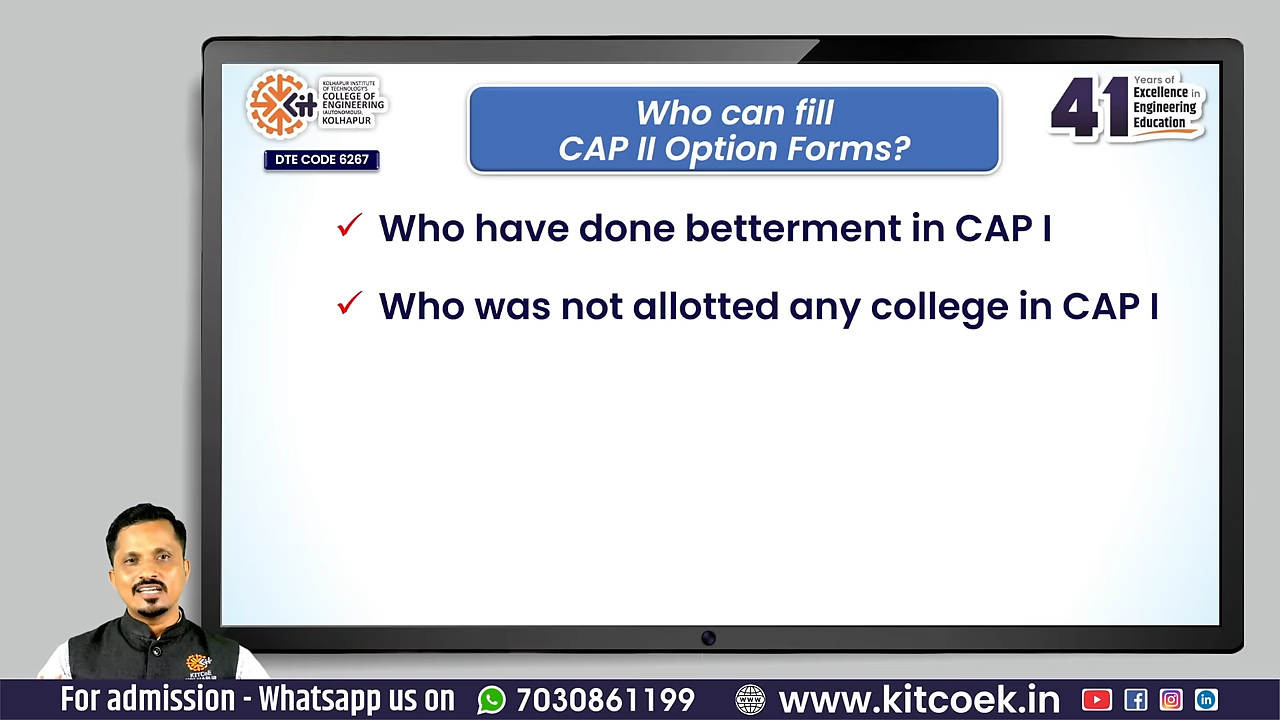 KOLHAPUR INSTITUTE
OF TECHNOLOGY'S
COLLEGE OF
ENGINEERING
(AUTONOMOUS),
KOLHAPUR
Kit
DTE CODE 6267
Who can fill
CAP II Option Forms?
41
Years of
Excellence in
Engineering
Education
✓ Who have done betterment in CAP I
✓ Who was not allotted any college in CAP I
For admission - Whatsapp us on 7030861199 www.kitcoek.in